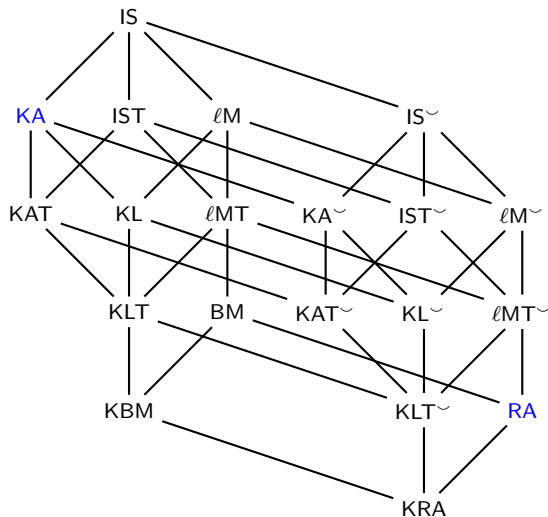 IS
KA IST ℓM IS˘
KAT KL ℓMT KA˘ IST˘ ℓM˘
KLT BM KAT˘ KL˘ ℓMT˘
KBM KLT˘ RA
KRA